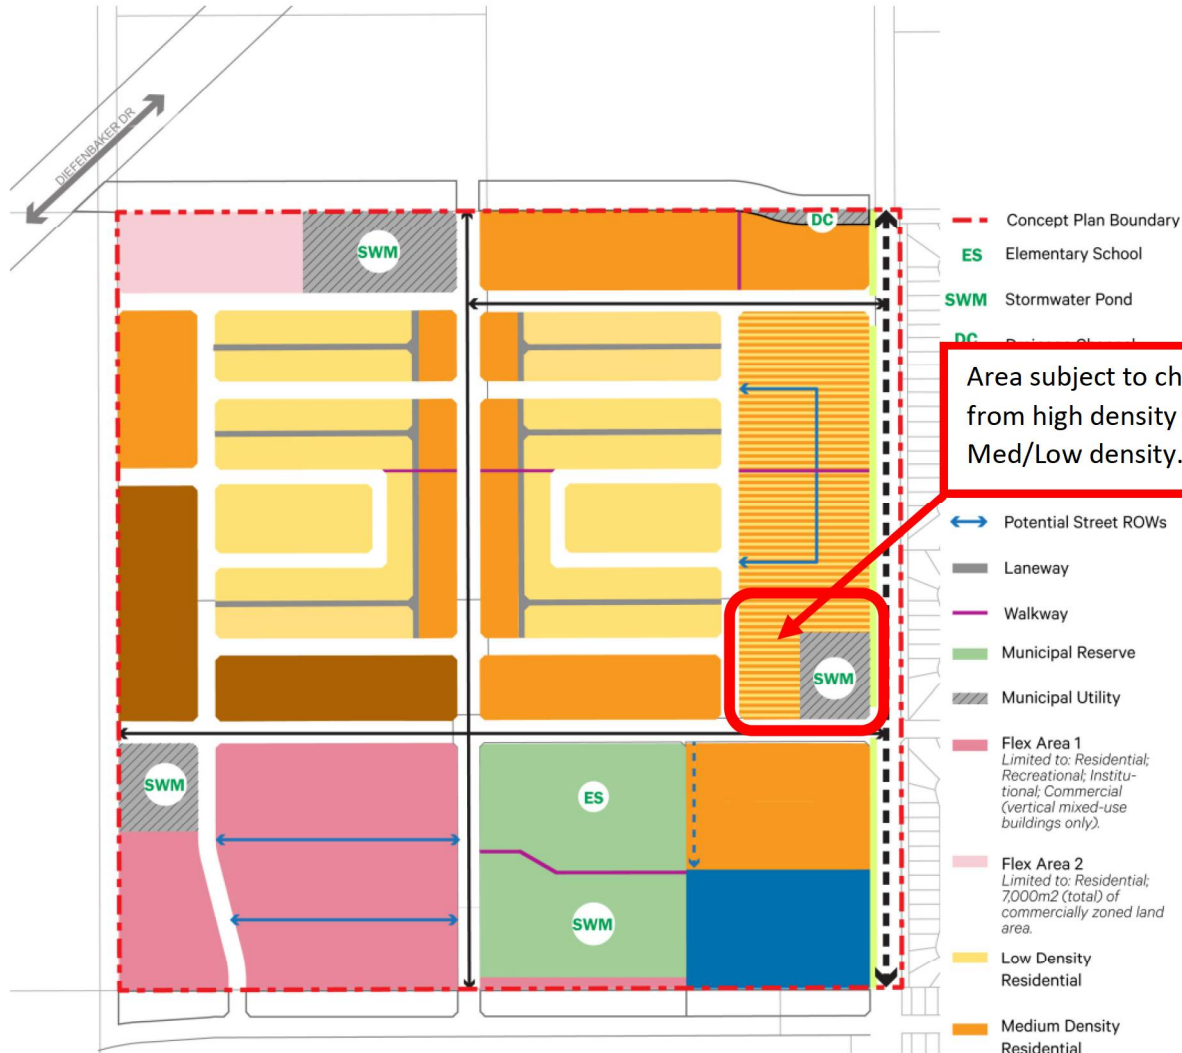 DIEFENBAKER DR
SWM
DC
SWM
SWM
ES
SWM
Concept Plan Boundary
ES Elementary School
SWM Stormwater Pond
DC
Area subject to ch
from high density
Med/Low density.
Potential Street ROWs
Laneway
Walkway
Municipal Reserve
Municipal Utility
Flex Area 1
Limited to: Residential;
Recreational; Institu-
tional; Commercial
(vertical mixed-use
buildings only).
Flex Area 2
Limited to: Residential;
7,000m2 (total) of
commercially zoned land
area.
Low Density
Residential
Medium Density
Residential